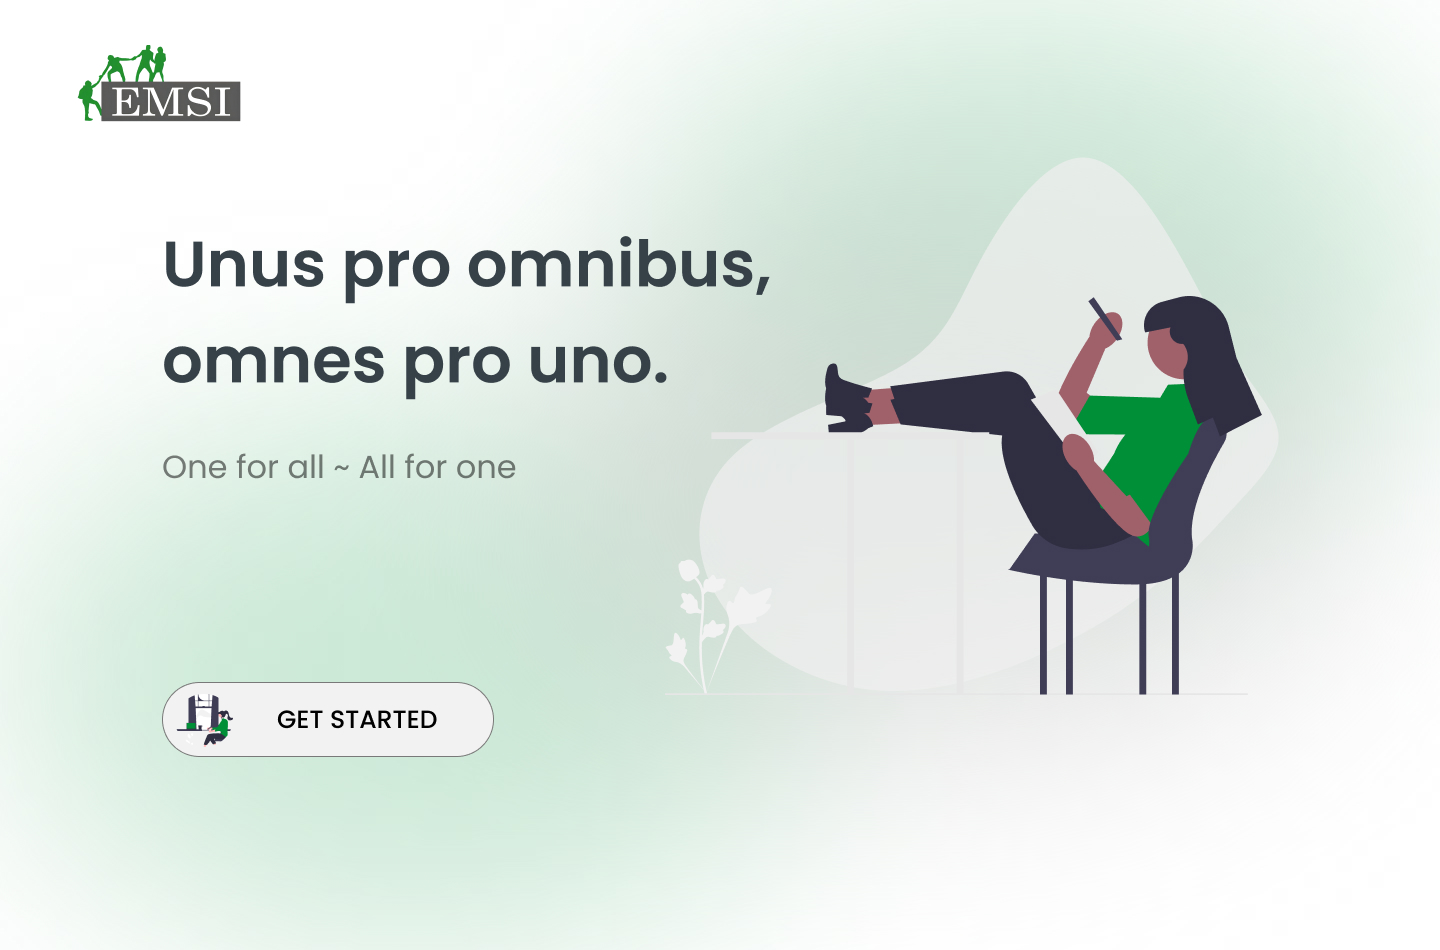 EMSI
Unus pro omnibus,
omnes pro uno.
One for all ~ All for one
GET STARTED